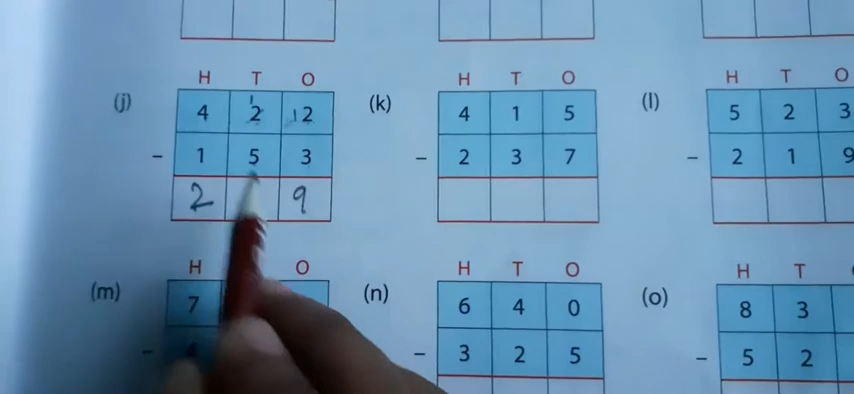 H T O H T O H T O
(j) 4 2 12 (k) 4 1 5 (l) 5 2 3
1
- 1 5 3 - 2 3 7 - 2 1 9
2 9
H O H T O H T
(m) 7 (n) 6 4 0 (o) 8 3
- - 3 2 5 - 5 2